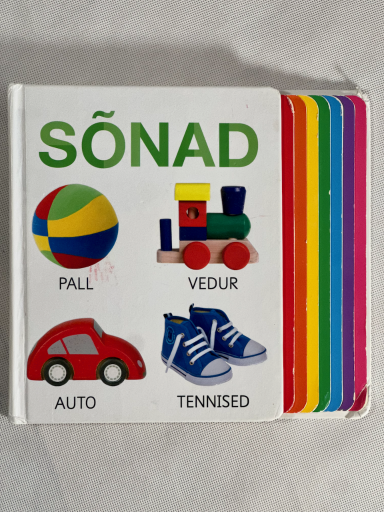 SÕNAD
PALL VEDUR
AUTO TENNISED